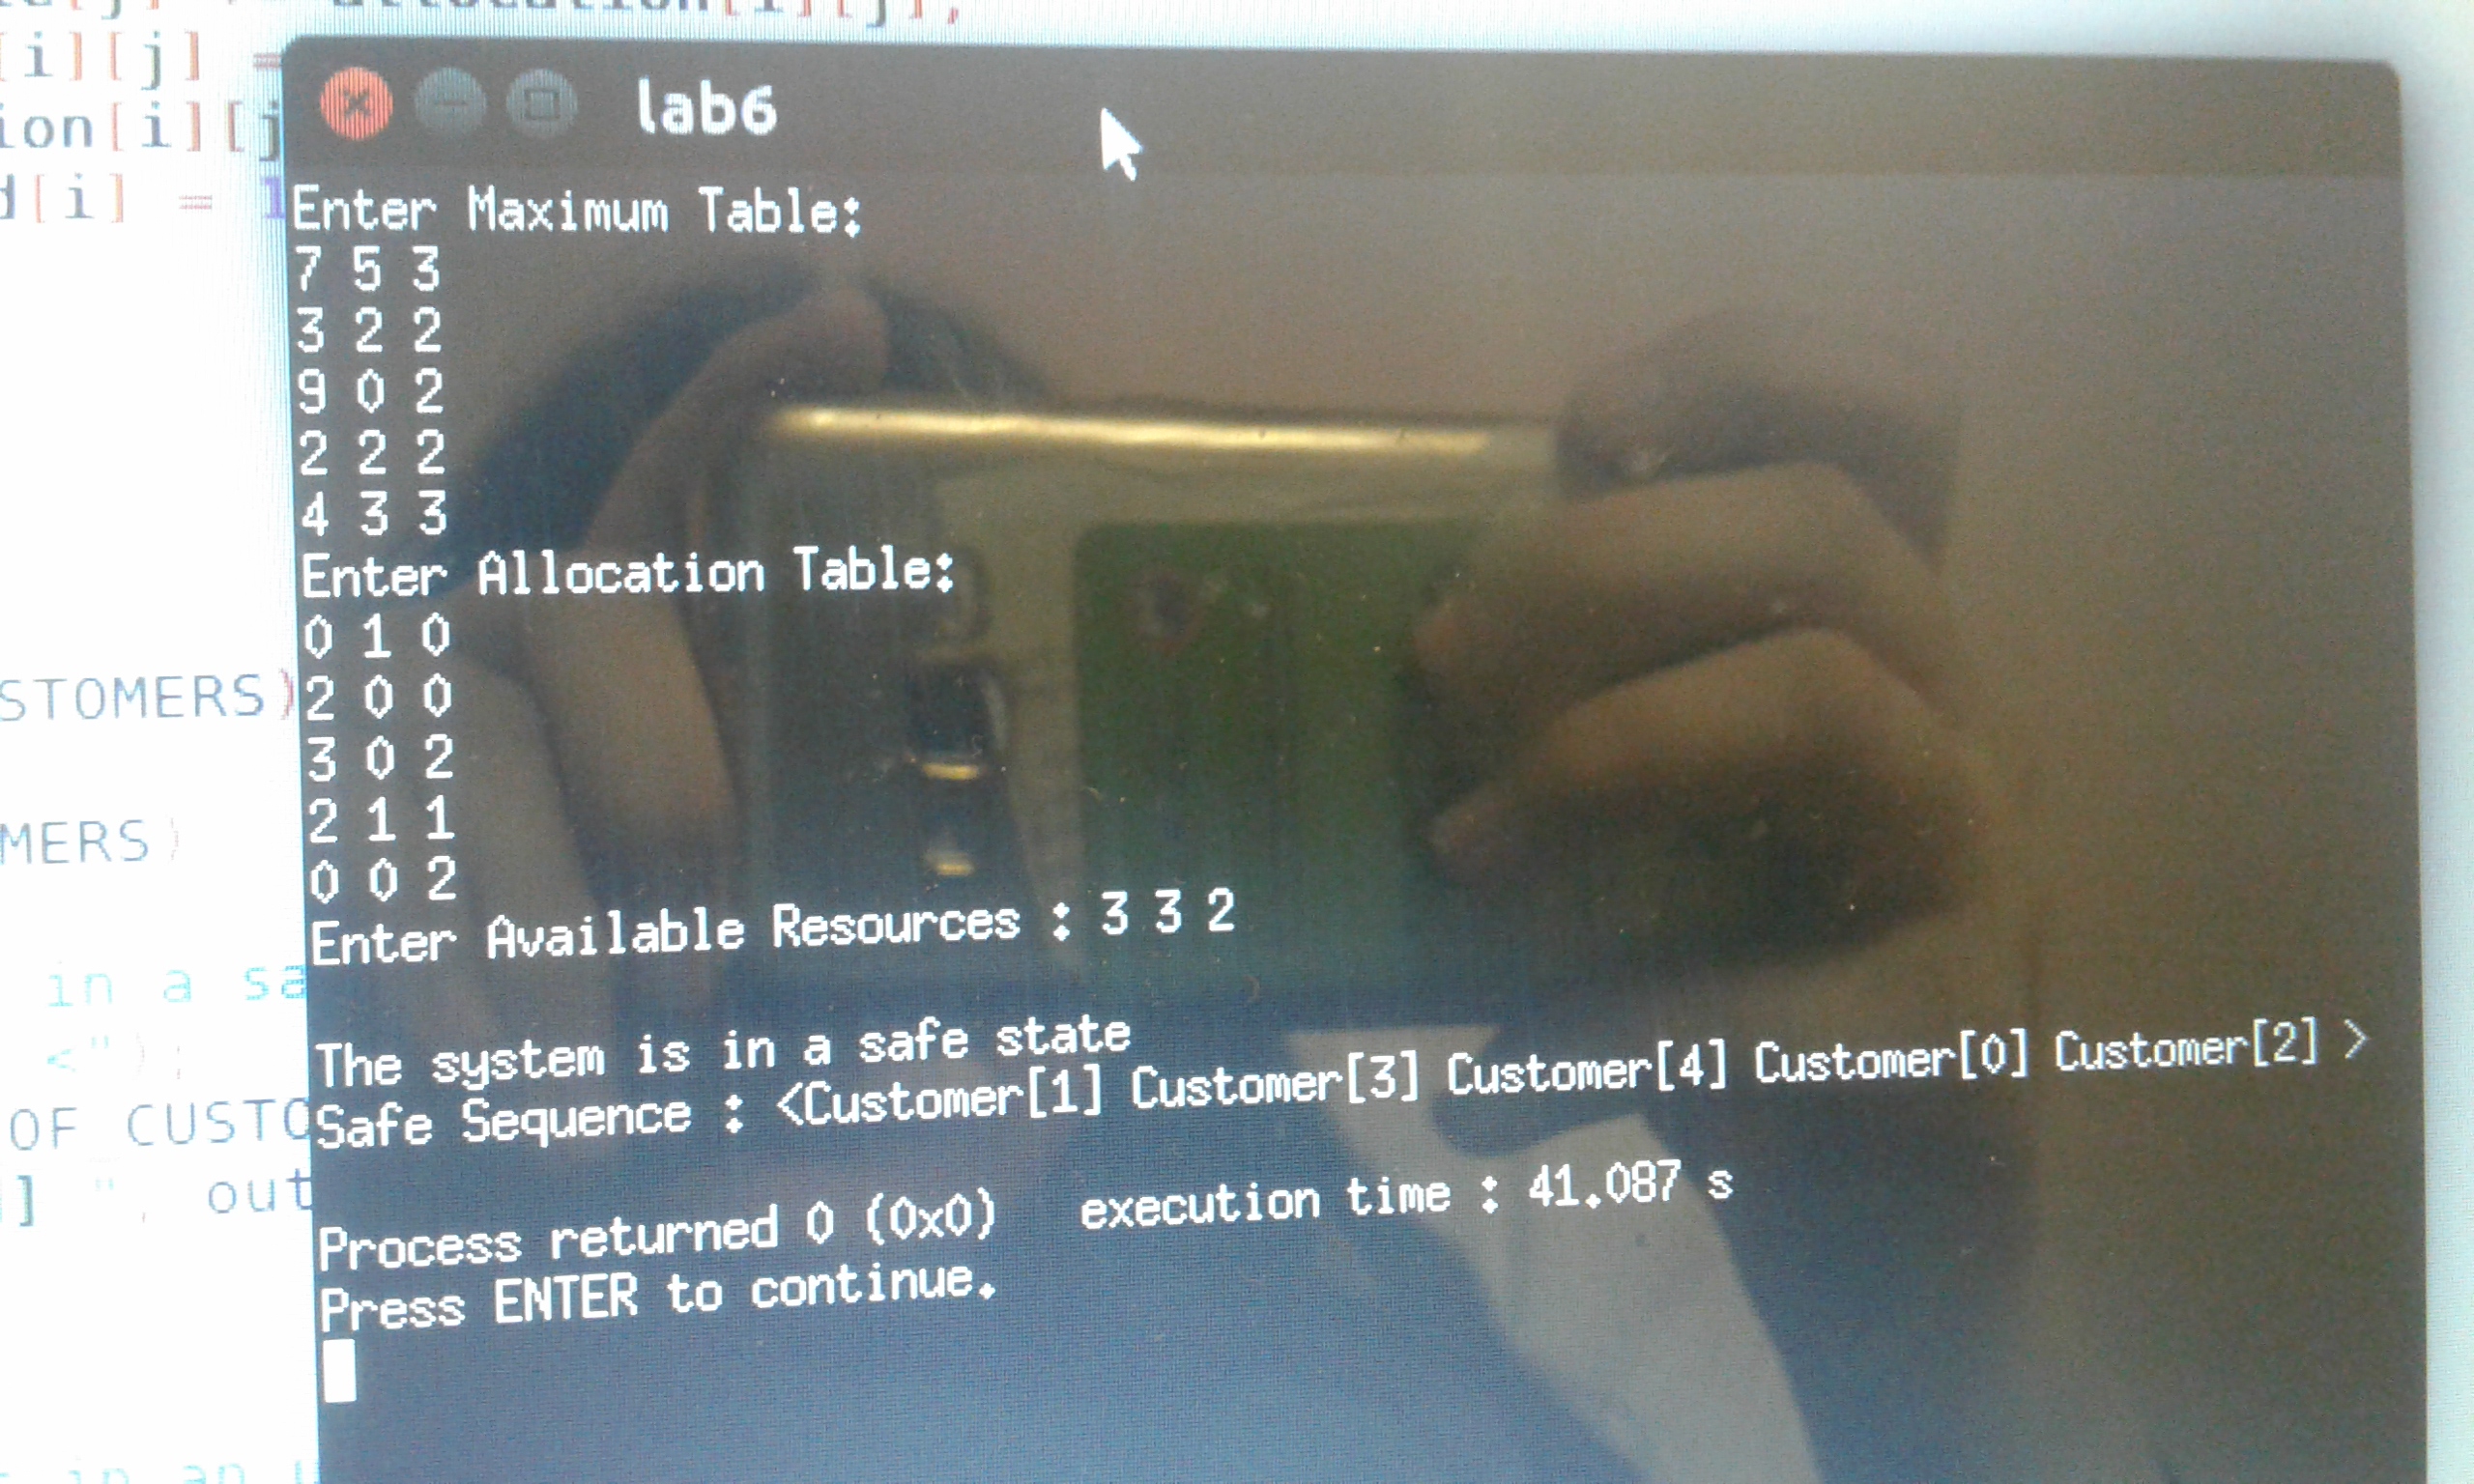 allocation[i][j],
[i][j] =
ion[i][j
d[i] = 1
lab6
Enter Maximum Table:
7 5 3
3 2 2
9 0 2
2 2 2
4 3 3
Enter Allocation Table:
0 1 0
STOMERS)
2 0 0
3 0 2
MERS)
2 1 1
0 0 2
Enter Available Resources : 3 3 2
in a sa
The system is in a safe state
<");
OF_CUSTO
Safe Sequence : <Customer[1] Customer[3] Customer[4] Customer[0] Customer[2] >
] ", out
Process returned 0 (0x0)   execution time : 41.087 s
Press ENTER to continue.
in an